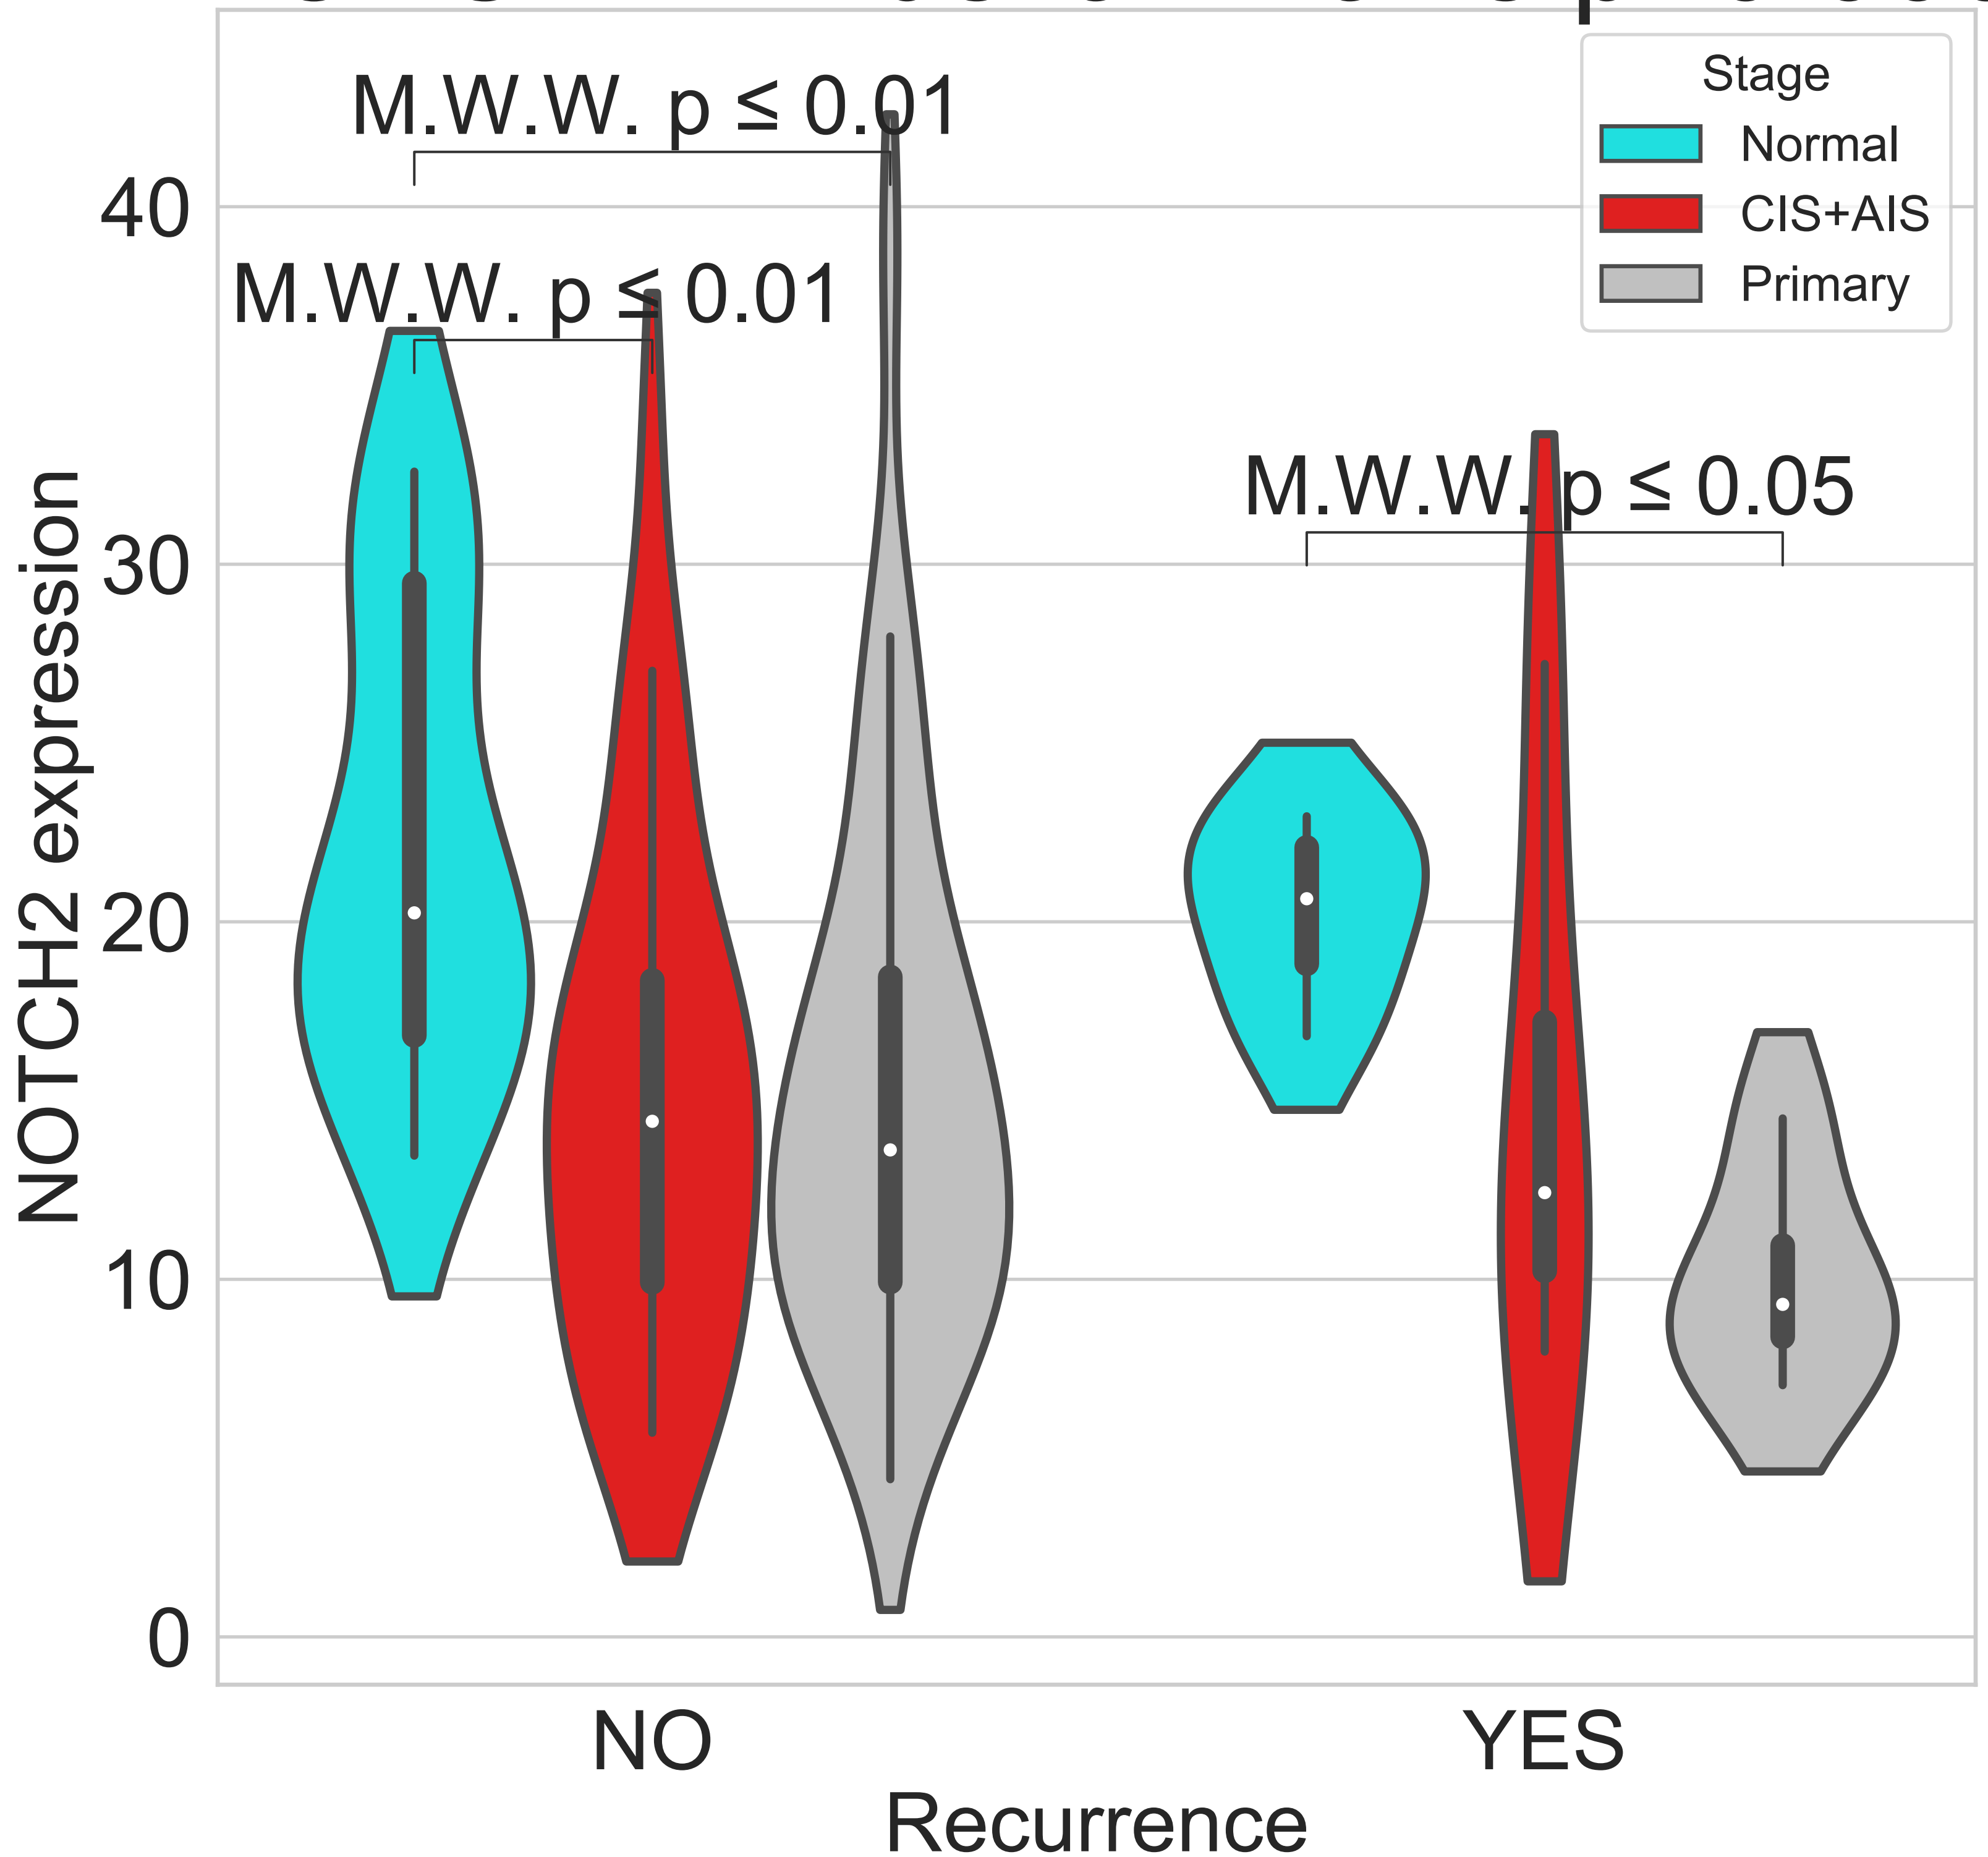 M.W.W. p ≤ 0.01
M.W.W. p ≤ 0.01
M.W.W. p ≤ 0.05
Stage
Normal
CIS+AIS
Primary
NOTCH2 expression
40
30
20
10
0
NO
YES
Recurrence